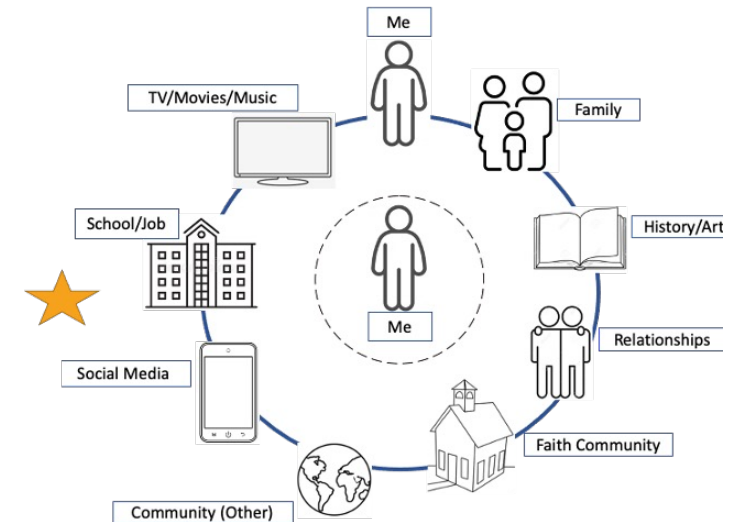 Me
TV/Movies/Music
Family
School/Job
History/Art
Me
Relationships
Social Media
Faith Community
Community (Other)